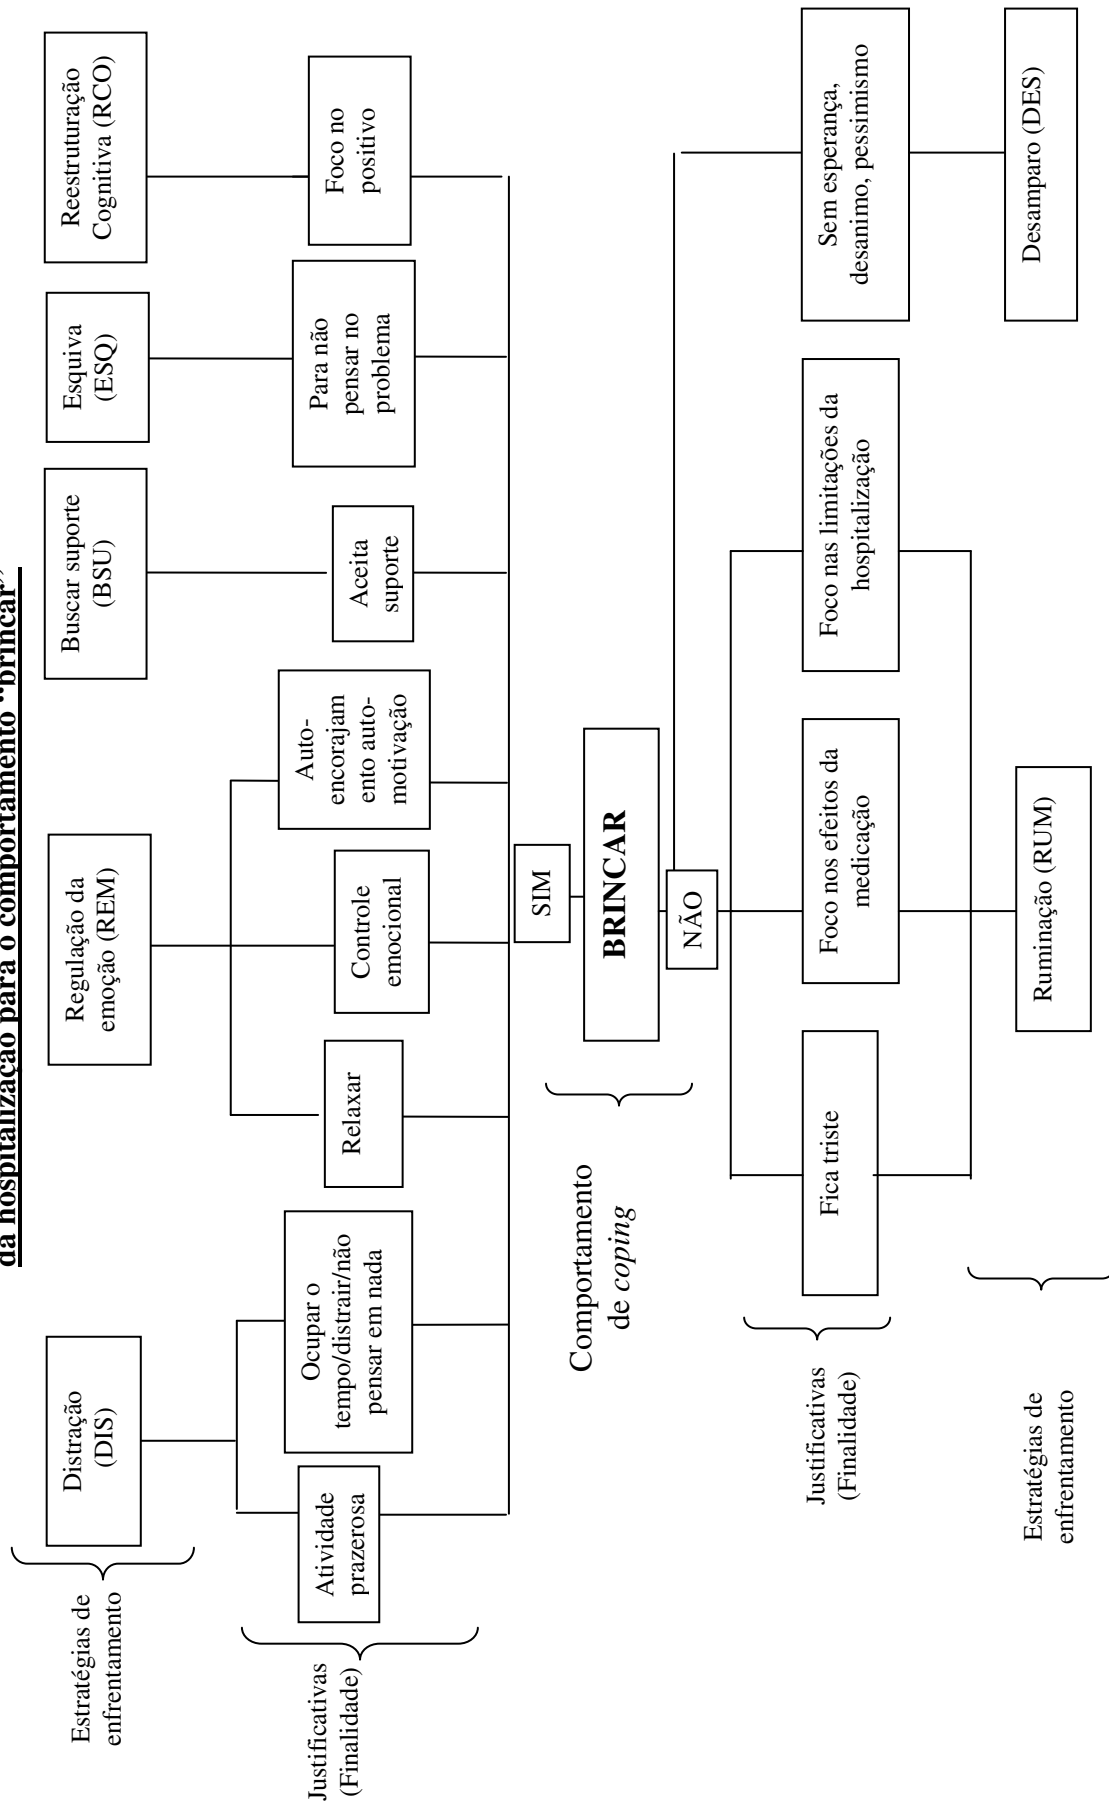 da hospitalização para o comportamento “brincar”
Estratégias de
enfrentamento
Distração
(DIS)
Regulação da
emoção (REM)
Buscar suporte
(BSU)
Esquiva
(ESQ)
Reestruturação
Cognitiva (RCO)
Justificativas
(Finalidade)
Atividade
prazerosa
Ocupar o
tempo/distrair/não
pensar em nada
Relaxar
Controle
emocional
Auto-
encorajam
ento auto-
motivação
Aceita
suporte
Para não
pensar no
problema
Foco no
positivo
SIM
Comportamento
de coping
BRINCAR
NÃO
Justificativas
(Finalidade)
Fica triste
Foco nos efeitos da
medicação
Foco nas limitações da
hospitalização
Sem esperança,
desanimo, pessimismo
Estratégias de
enfrentamento
Ruminação (RUM)
Desamparo (DES)